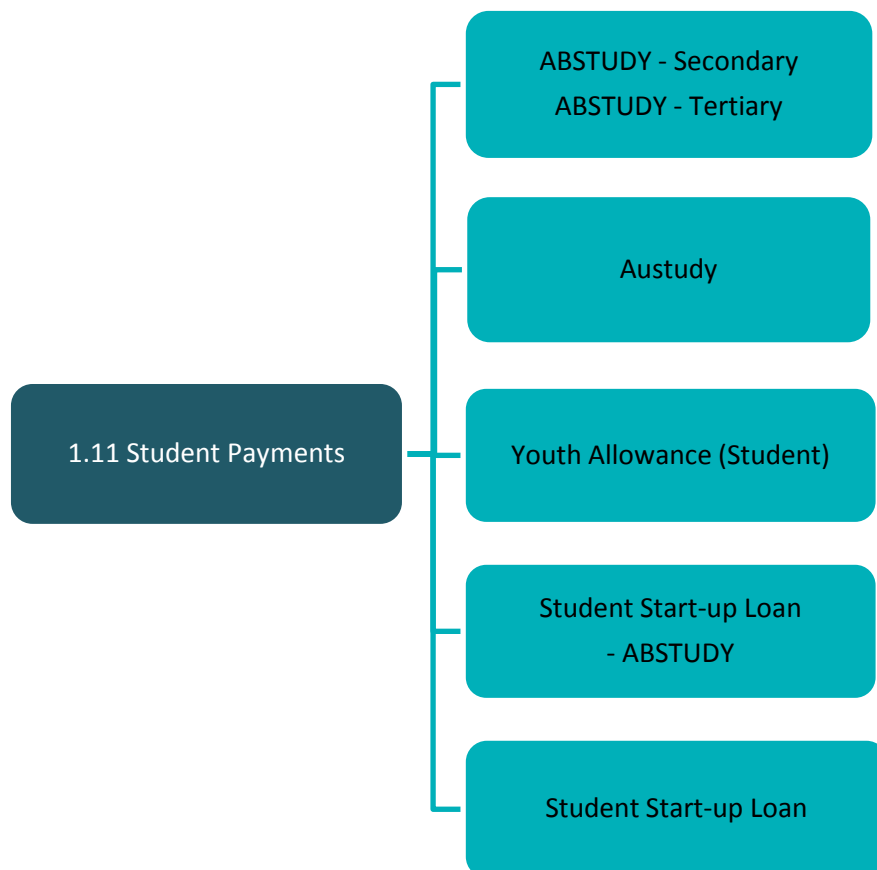 ABSTUDY - Secondary
ABSTUDY - Tertiary
Austudy
1.11 Student Payments
Youth Allowance (Student)
Student Start-up Loan
- ABSTUDY
Student Start-up Loan